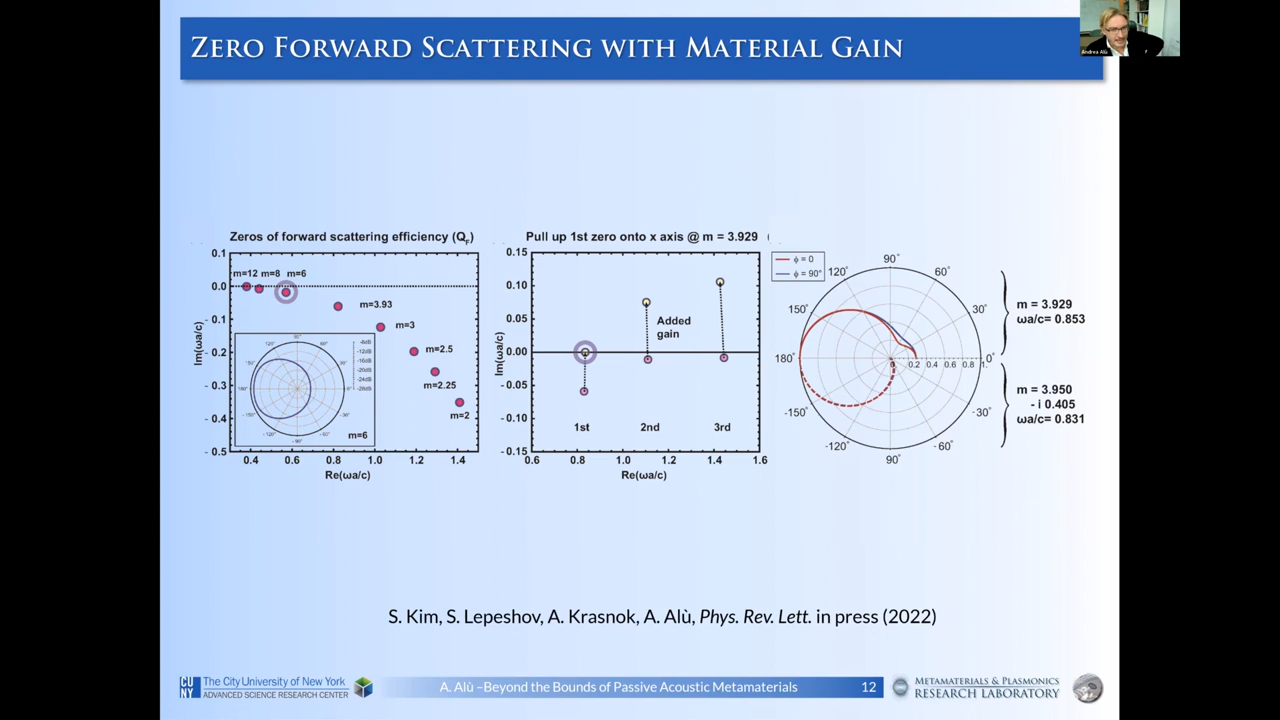 ZERO FORWARD SCATTERING WITH MATERIAL GAIN
Andrea Alù
Zeros of forward scattering efficiency (QF)
0.1
0.0
- 0.1
- 0.2
- 0.3
- 0.4
- 0.5
Im(ωa/c)
m=12 m=8 m=6
m=3.93
m=3
m=2.5
m=2.25
m=2
m=6
0.4 0.6 0.8 1.0 1.2 1.4
Re(ωa/c)
Pull up 1st zero onto x axis @ m = 3.929 (
0.15
0.10
0.05
0.00
- 0.05
- 0.10
- 0.15
Im(ωa/c)
Added
gain
1st 2nd 3rd
0.6 0.8 1.0 1.2 1.4 1.6
Re(ωa/c)
ϕ = 0
ϕ = 90°
90°
120° 60°
150° 30°
180° 0°
0.2 0.4 0.6 0.8 1.
-150° -30°
-120° -60°
90°
m = 3.929
ωa/c= 0.853
m = 3.950
- i 0.405
ωa/c= 0.831
S. Kim, S. Lepeshov, A. Krasnok, A. Alù, Phys. Rev. Lett. in press (2022)
CUNY
The City University of New York
ADVANCED SCIENCE RESEARCH CENTER
A. Alù –Beyond the Bounds of Passive Acoustic Metamaterials 12
METAMATERIALS & PLASMONICS
RESEARCH LABORATORY